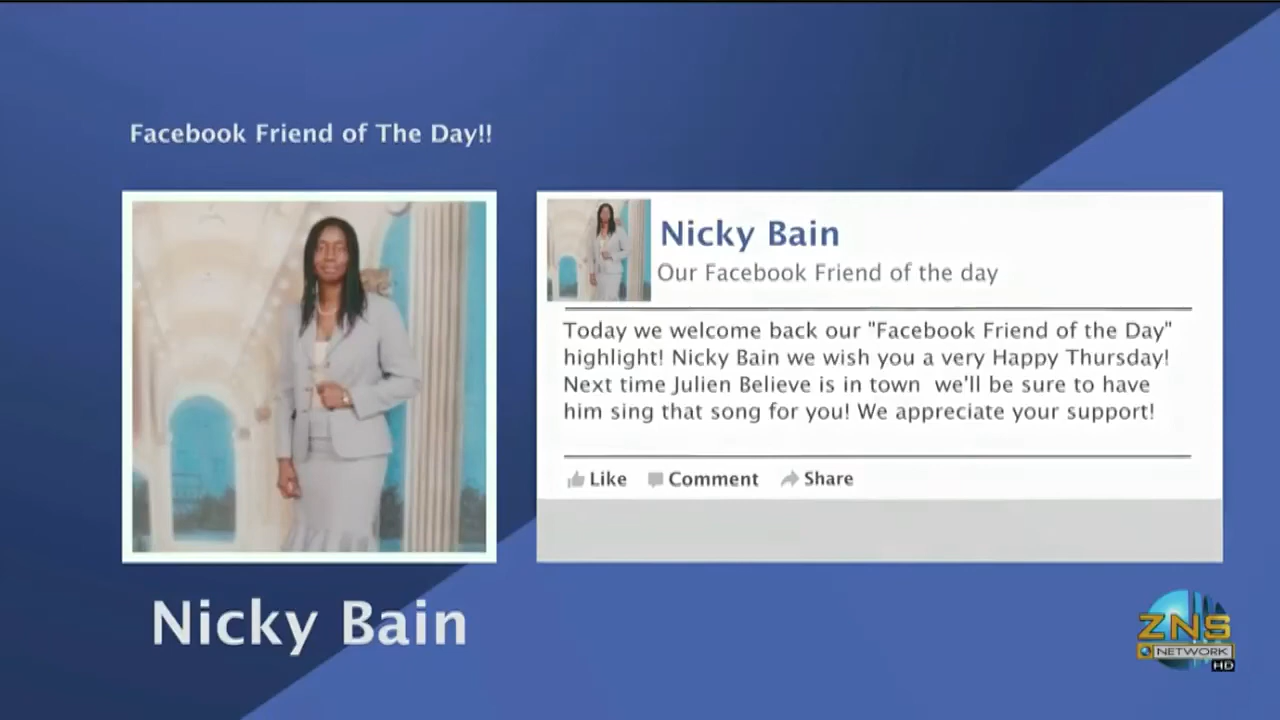 Facebook Friend of The Day!!
Nicky Bain
Our Facebook Friend of the day
Today we welcome back our "Facebook Friend of the Day"
highlight! Nicky Bain we wish you a very Happy Thursday!
Next time Julien Believe is in town we'll be sure to have
him sing that song for you! We appreciate your support!
Like Comment Share
Nicky Bain
ZNS
NETWORK
HD